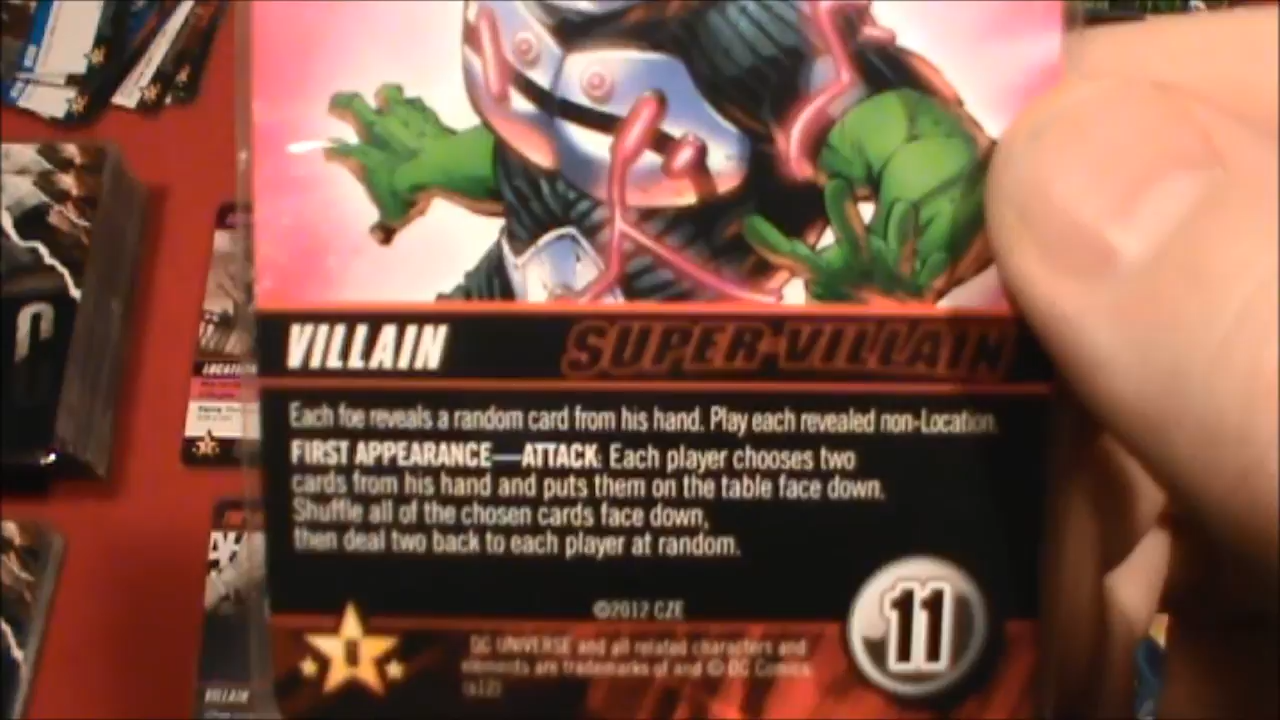 VILLAIN SUPER-VILLAIN
Each foe reveals a random card from his hand. Play each revealed non-Location.
FIRST APPEARANCE—ATTACK: Each player chooses two
cards from his hand and puts them on the table face down.
Shuffle all of the chosen cards face down,
then deal two back to each player at random.
©2012 CZE
DC UNIVERSE and all related characters and
elements are trademarks of and © DC Comics.
(s12)
11
LOCATION
VILLAIN